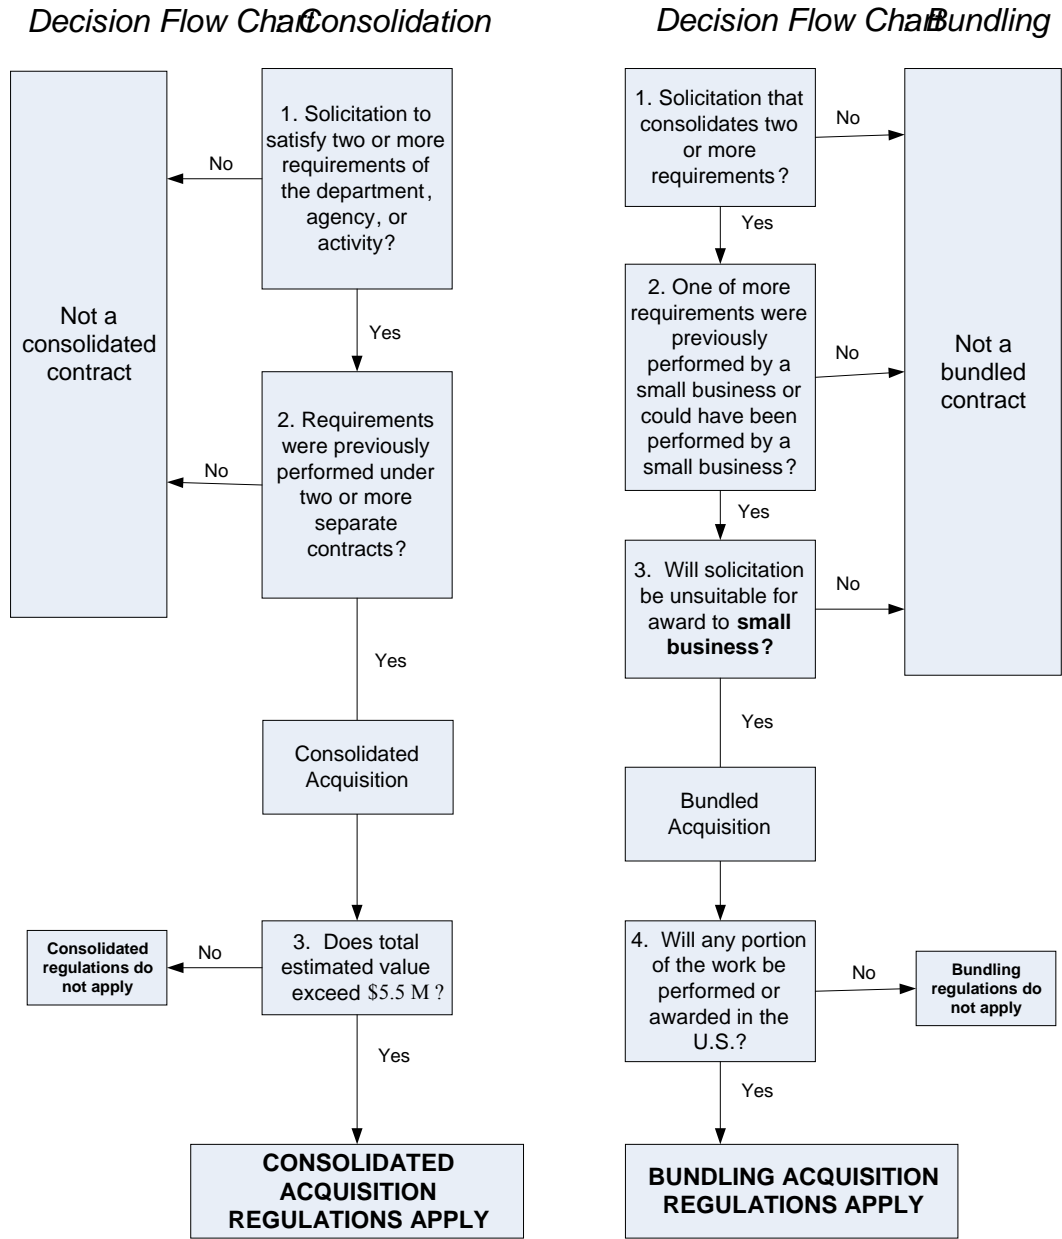 Decision Flow Chart: Consolidation
1. Solicitation to
satisfy two or more
requirements of
the department,
agency, or
activity?
No
Yes
Not a
consolidated
contract
2. Requirements
were previously
performed under
two or more
separate
contracts?
No
Yes
Consolidated
Acquisition
3. Does total
estimated value
exceed $5.5 M ?
No
Consolidated
regulations do
not apply
Yes
CONSOLIDATED
ACQUISITION
REGULATIONS APPLY
Decision Flow Chart: Bundling
1. Solicitation that
consolidates two
or more
requirements?
No
Yes
2. One of more
requirements were
previously
performed by a
small business or
could have been
performed by a
small business?
No
Not a
bundled
contract
Yes
3. Will solicitation
be unsuitable for
award to small
business?
No
Yes
Bundled
Acquisition
4. Will any portion
of the work be
performed or
awarded in the
U.S.?
No
Bundling
regulations do
not apply
Yes
BUNDLING ACQUISITION
REGULATIONS APPLY